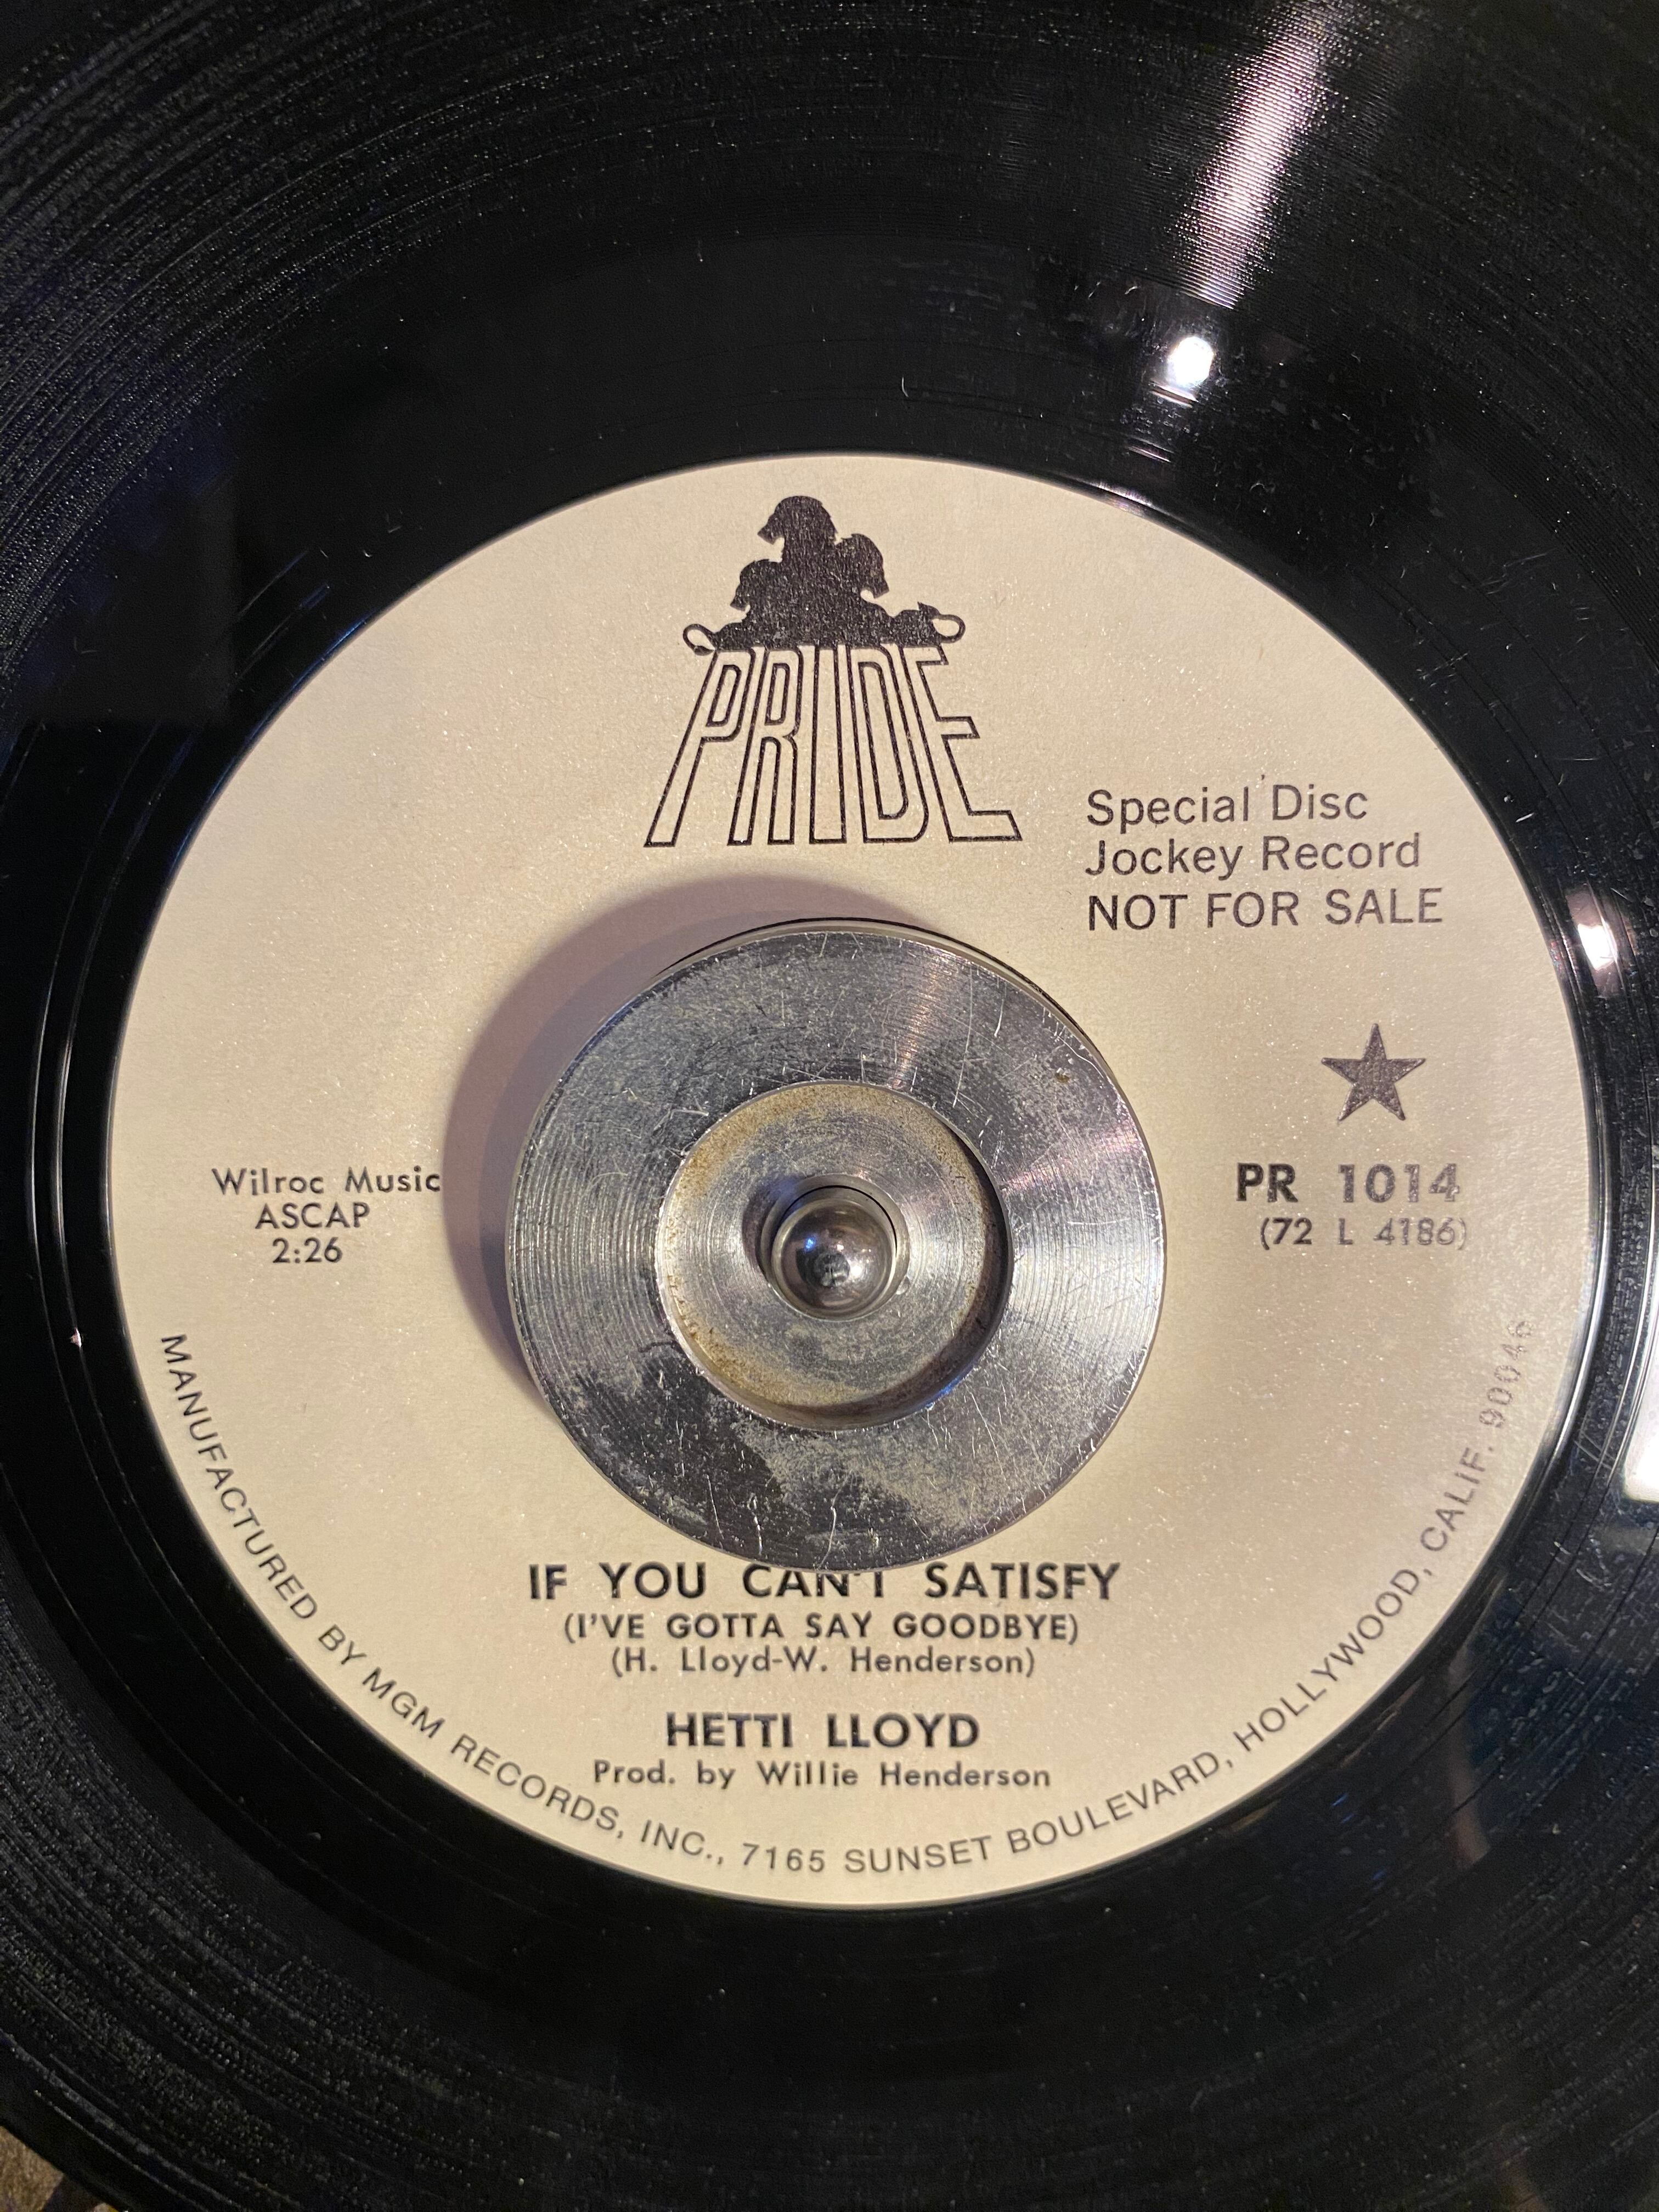 PRIDE
Special Disc
Jockey Record
NOT FOR SALE
Wilroc Music
ASCAP
2:26
PR 1014
(72 L 4186)
IF YOU CAN'T SATISFY
(I'VE GOTTA SAY GOODBYE)
(H. Lloyd-W. Henderson)
HETTI LLOYD
Prod. by Willie Henderson
MANUFACTURED BY MGM RECORDS, INC., 7165 SUNSET BOULEVARD, HOLLYWOOD, CALIF. 90046